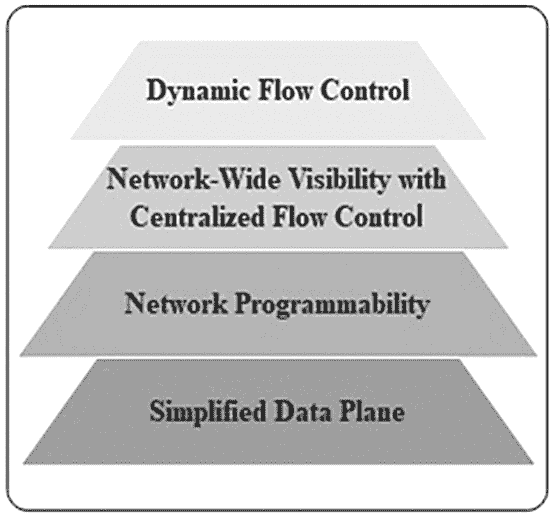 Dynamic Flow Control
Network-Wide Visibility with
Centralized Flow Control
Network Programmability
Simplified Data Plane